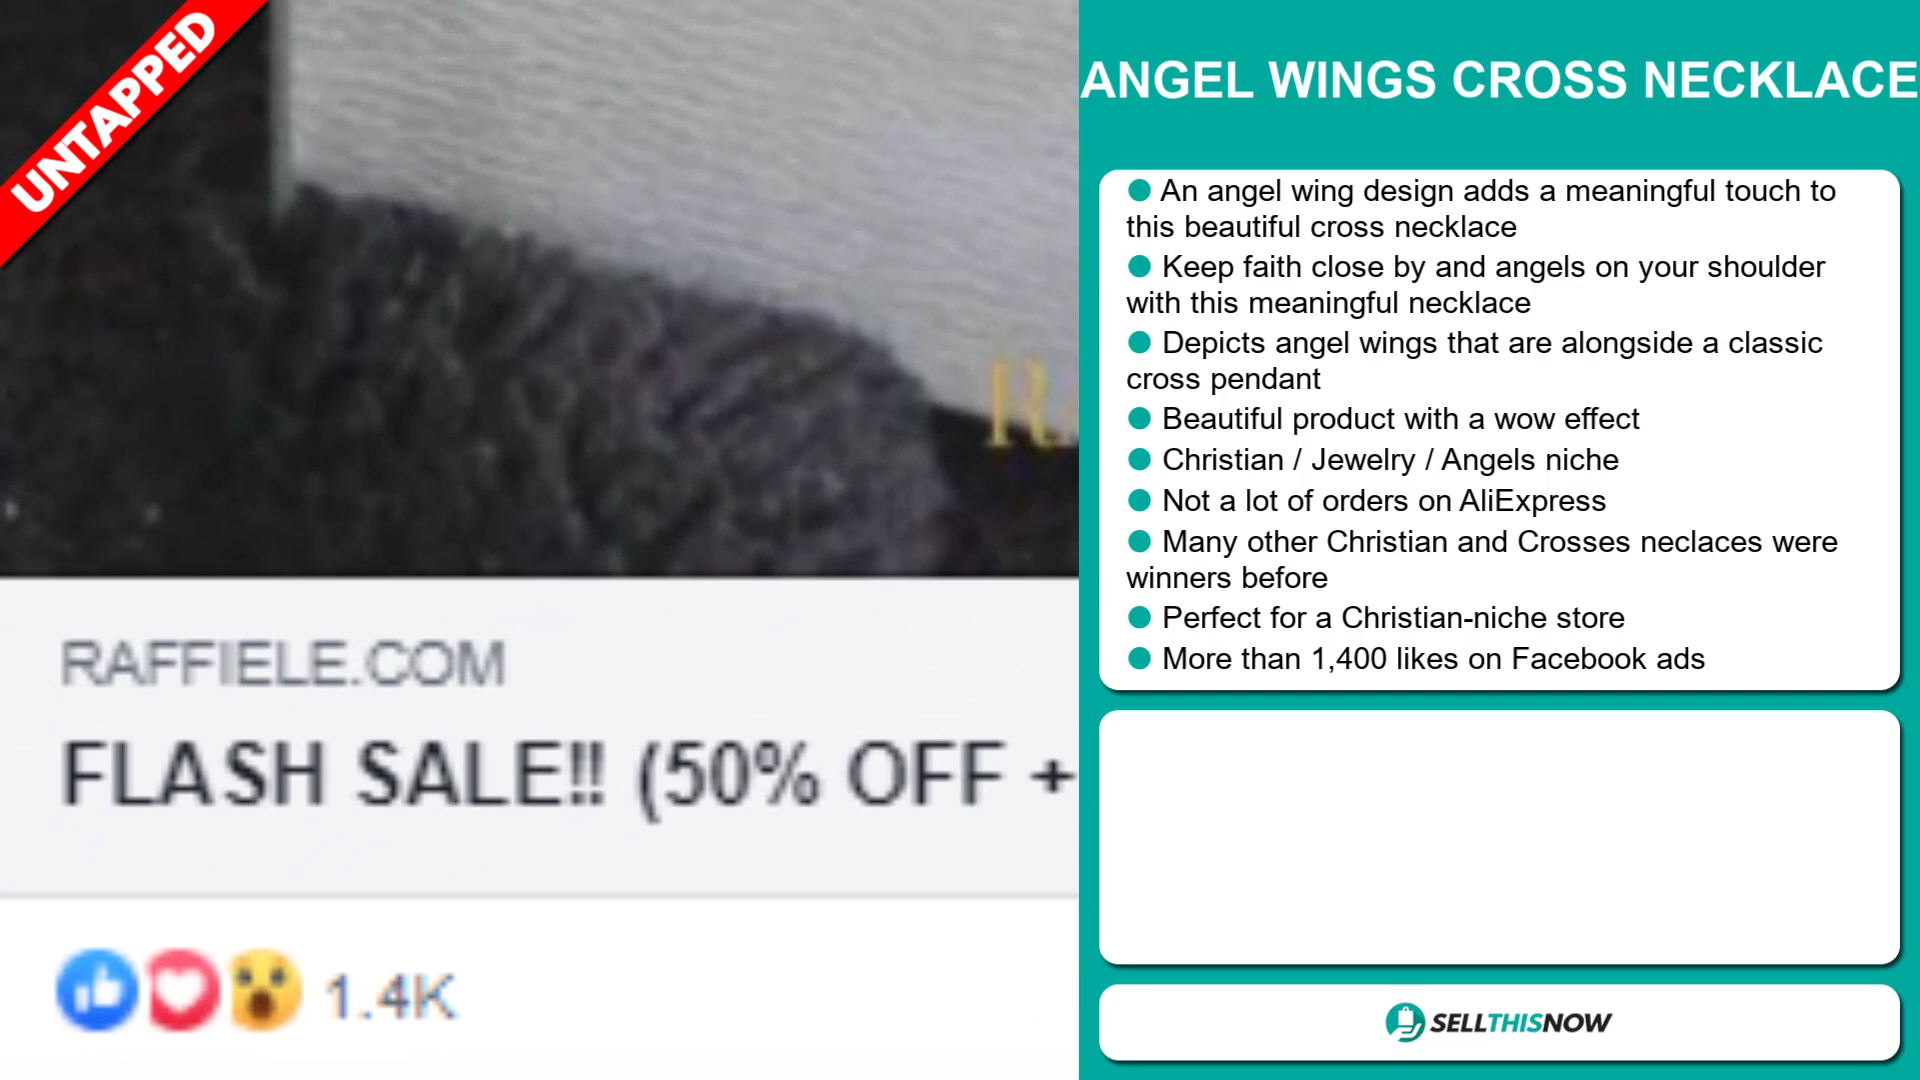 UNTAPPED
RAFFIELE.COM
FLASH SALE!! (50% OFF +
1.4K
ANGEL WINGS CROSS NECKLACE
● An angel wing design adds a meaningful touch to
this beautiful cross necklace
● Keep faith close by and angels on your shoulder
with this meaningful necklace
● Depicts angel wings that are alongside a classic
cross pendant
● Beautiful product with a wow effect
● Christian / Jewelry / Angels niche
● Not a lot of orders on AliExpress
● Many other Christian and Crosses neclaces were
winners before
● Perfect for a Christian-niche store
● More than 1,400 likes on Facebook ads
SELLTHISNOW